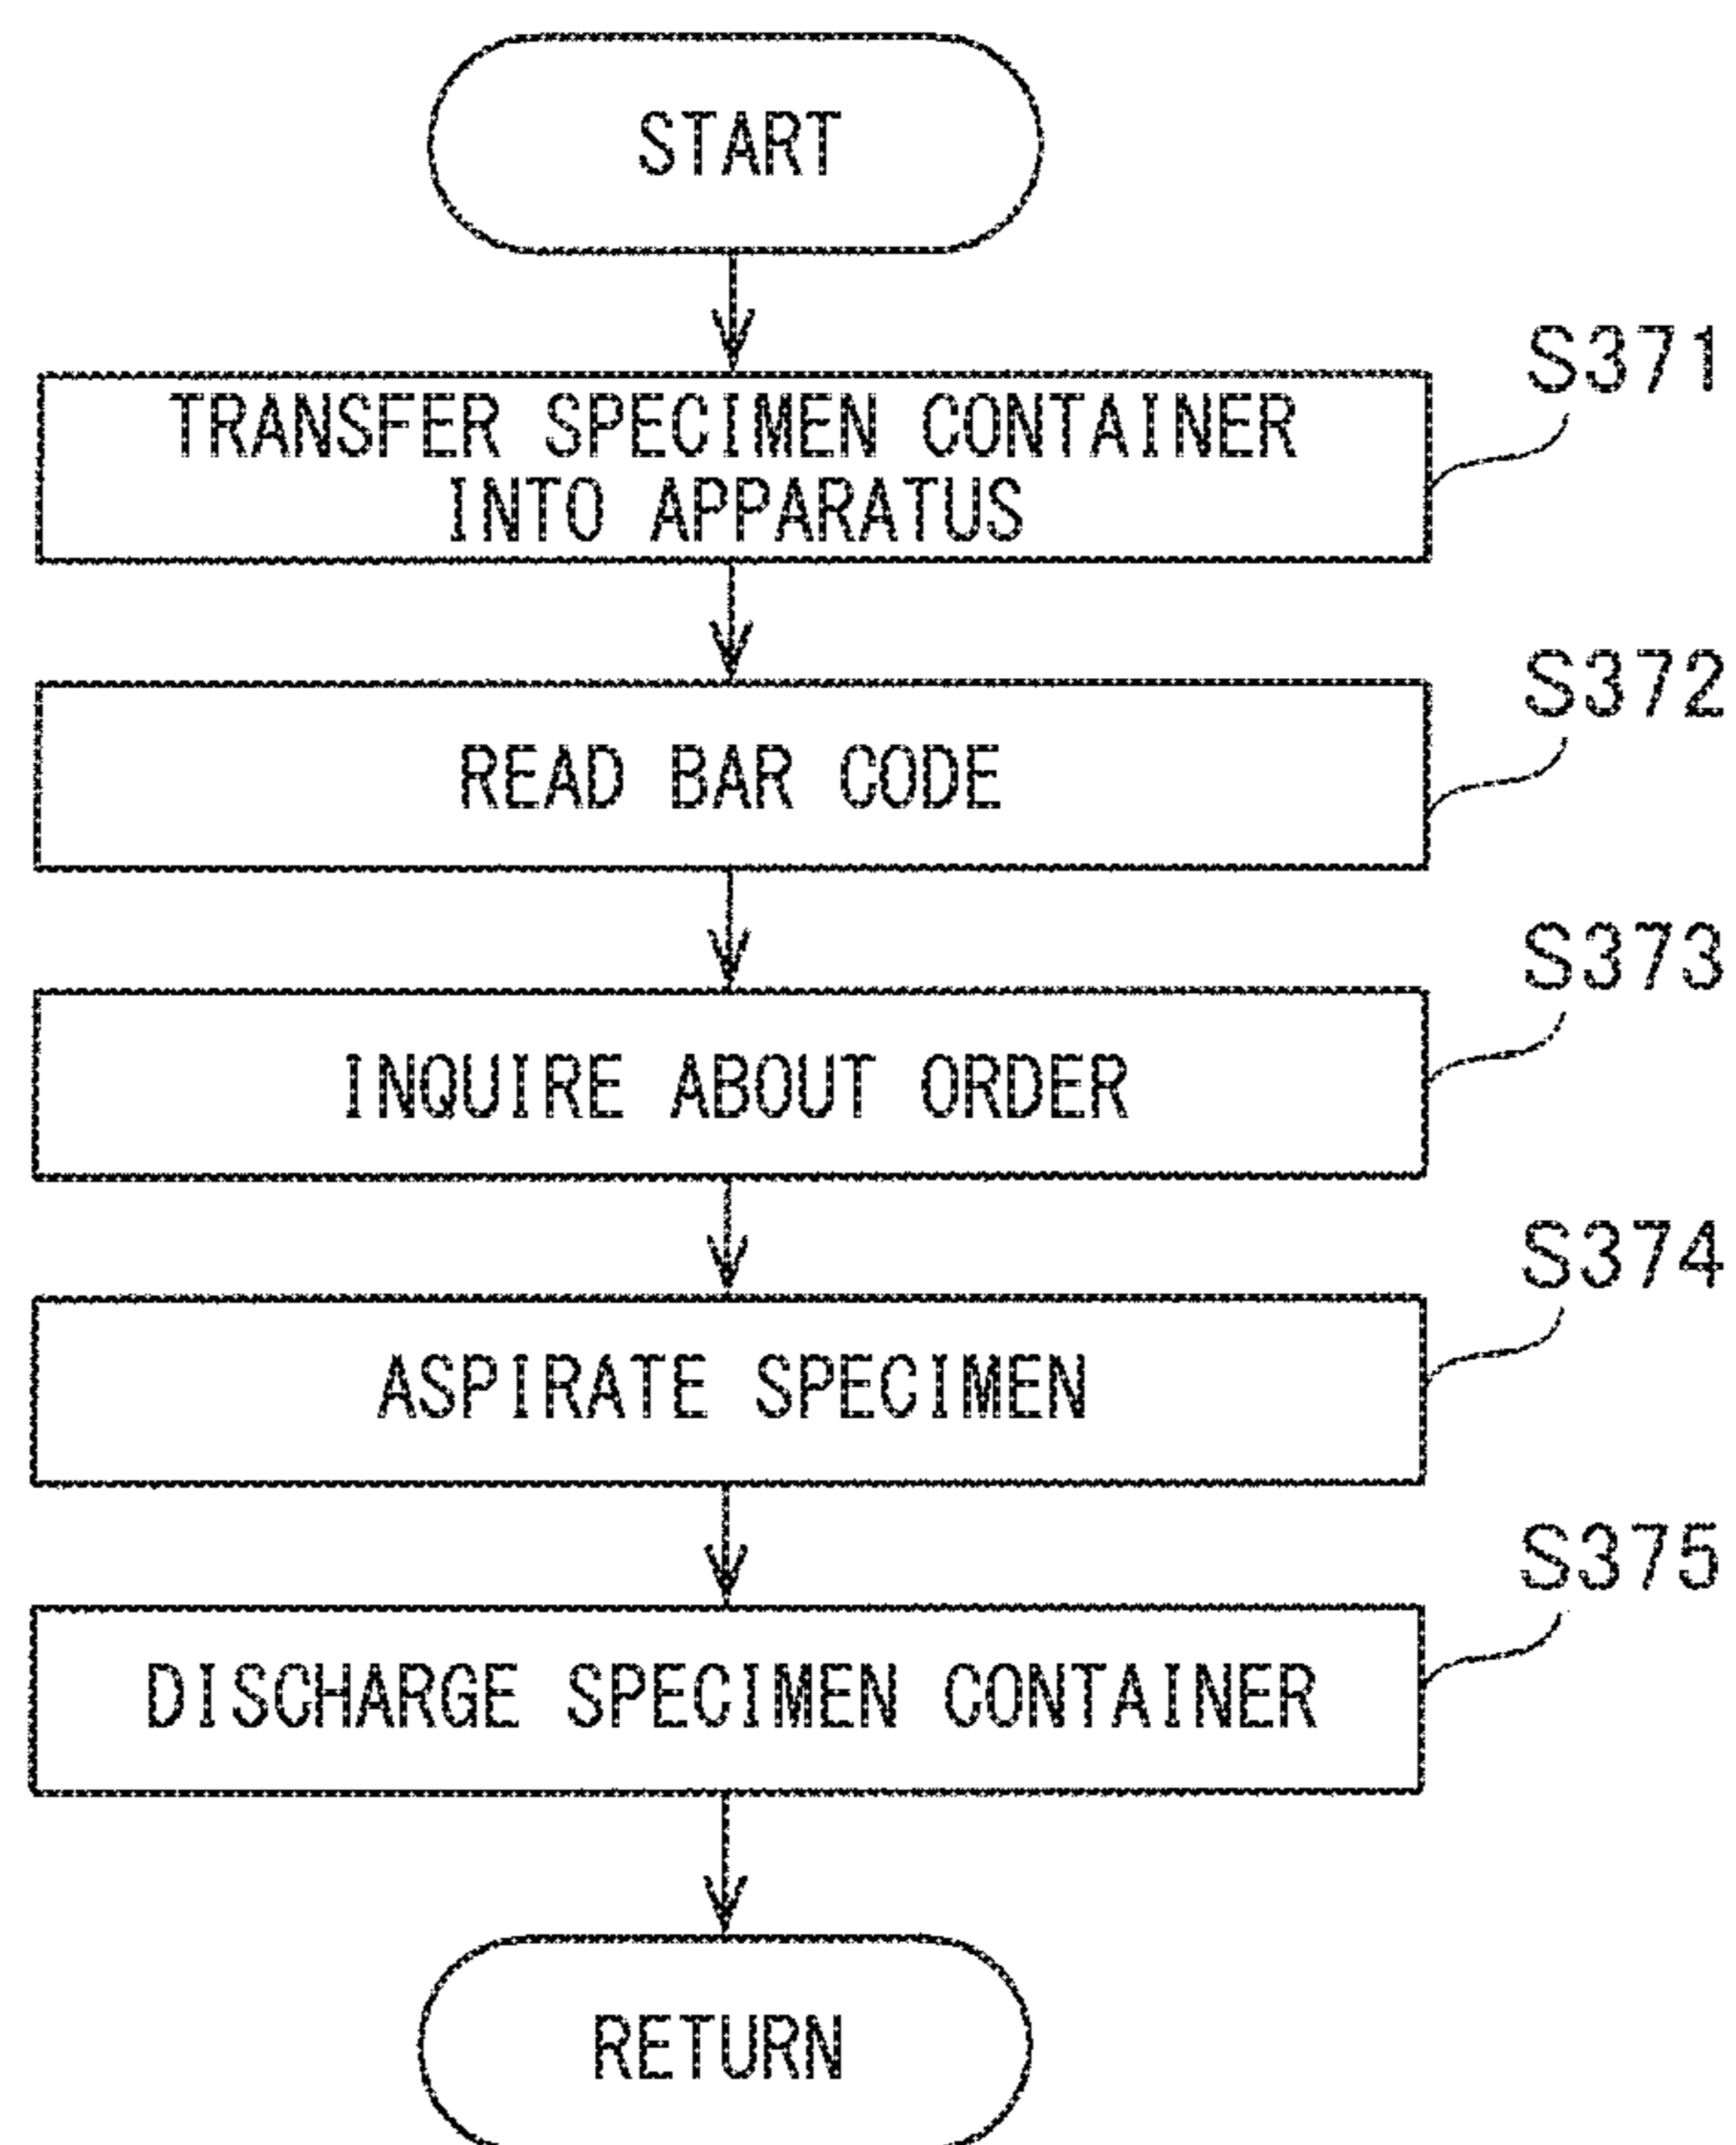 START
S371
TRANSFER SPECIMEN CONTAINER
INTO APPARATUS
S372
READ BAR CODE
S373
INQUIRE ABOUT ORDER
S374
ASPIRATE SPECIMEN
S375
DISCHARGE SPECIMEN CONTAINER
RETURN